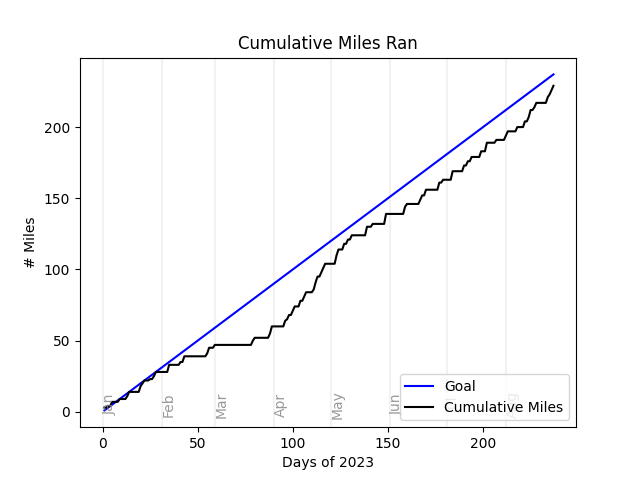 Cumulative Miles Ran
# Miles
200
150
100
50
0
Jan
Feb
Mar
Apr
May
Jun
Goal
Cumulative Miles
0
50
100
150
200
Days of 2023